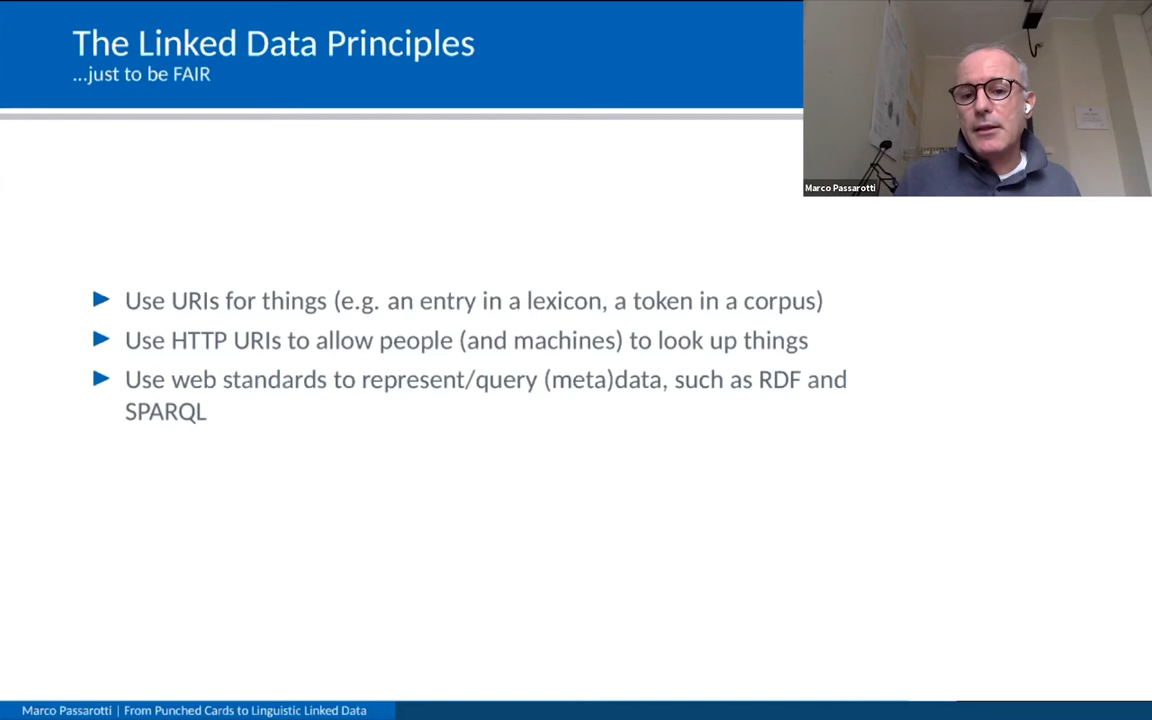 The Linked Data Principles
...just to be FAIR
Marco Passarotti
► Use URIs for things (e.g. an entry in a lexicon, a token in a corpus)
► Use HTTP URIs to allow people (and machines) to look up things
► Use web standards to represent/query (meta)data, such as RDF and
SPARQL
Marco Passarotti | From Punched Cards to Linguistic Linked Data